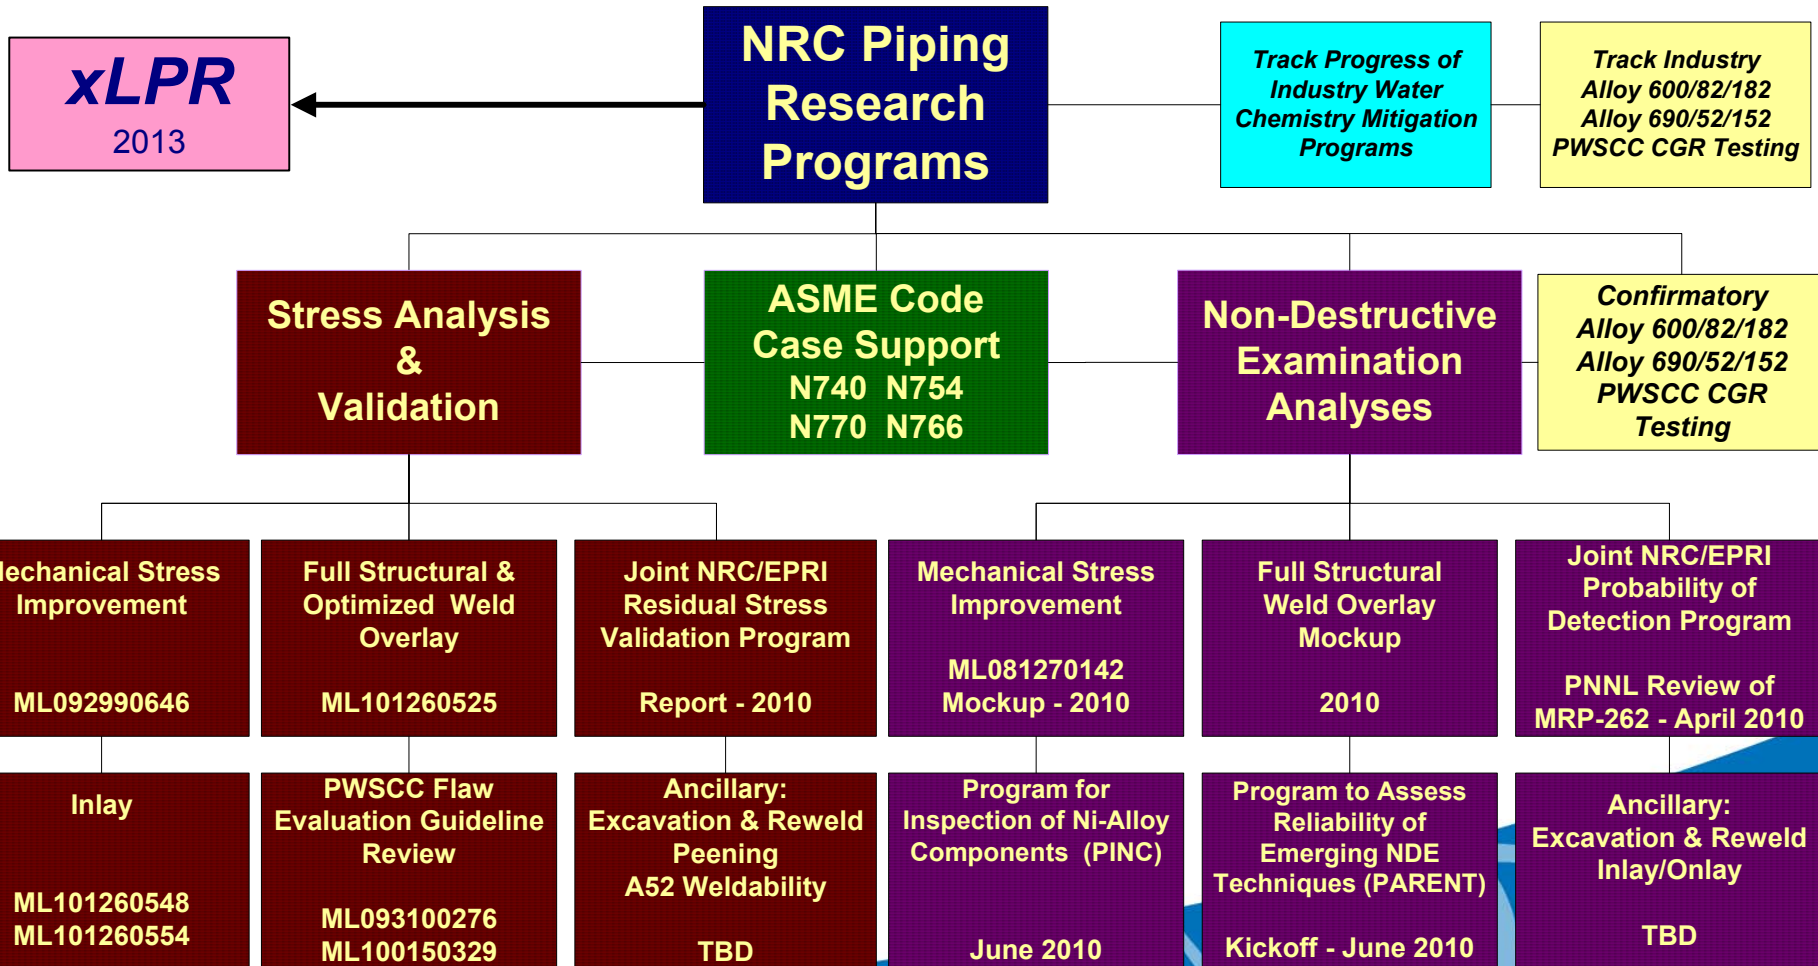 xLPR
2013
NRC Piping
Research
Programs
Track Progress of
Industry Water
Chemistry Mitigation
Programs
Track Industry
Alloy 600/82/182
Alloy 690/52/152
PWSCC CGR Testing
Stress Analysis
&
Validation
ASME Code
Case Support
N740 N754
N770 N766
Non-Destructive
Examination
Analyses
Confirmatory
Alloy 600/82/182
Alloy 690/52/152
PWSCC CGR
Testing
Mechanical Stress
Improvement
ML092990646
Full Structural &
Optimized Weld
Overlay
ML101260525
Joint NRC/EPRI
Residual Stress
Validation Program
Report - 2010
Mechanical Stress
Improvement
ML081270142
Mockup - 2010
Full Structural
Weld Overlay
Mockup
2010
Joint NRC/EPRI
Probability of
Detection Program
PNNL Review of
MRP-262 - April 2010
Inlay
ML101260548
ML101260554
PWSCC Flaw
Evaluation Guideline
Review
ML093100276
ML100150329
Ancillary:
Excavation & Reweld
Peening
A52 Weldability
TBD
Program for
Inspection of Ni-Alloy
Components (PINC)
June 2010
Program to Assess
Reliability of
Emerging NDE
Techniques (PARENT)
Kickoff - June 2010
Ancillary:
Excavation & Reweld
Inlay/Onlay
TBD